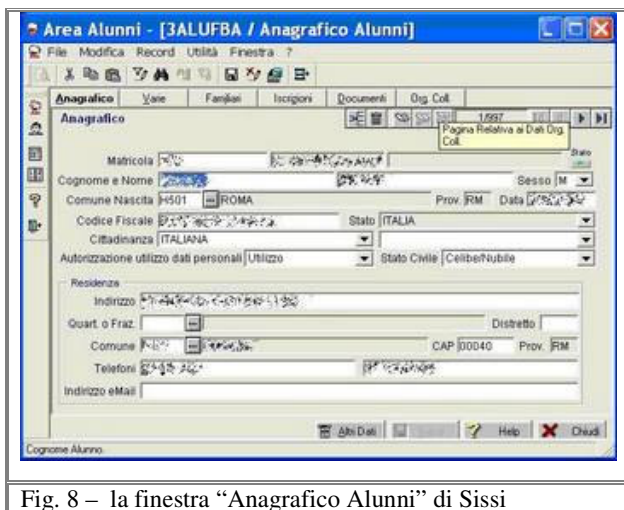 Area Alunni - [3ALUFBA / Anagrafico Alunni]
File Modifica Record Utilità Finestra ?
Anagrafico Varie Familiari Iscrizioni Documenti Org. Coll.
Anagrafico 1/997
Pagina Relativa ai Dati Org. Coll.
Matricola Stato
Cognome e Nome Sesso M
Comune Nascita H501 ROMA Prov. RM Data
Codice Fiscale Stato ITALIA
Cittadinanza ITALIANA
Autorizzazione utilizzo dati personali Utilizzo Stato Civile Celibe/Nubile
Residenza
Indirizzo
Quart. o Fraz. Distretto
Comune CAP 00040 Prov. RM
Telefoni
Indirizzo eMail
Altri Dati Help Chiudi
Cognome Alunno.
Fig. 8 – la finestra “Anagrafico Alunni” di Sissi